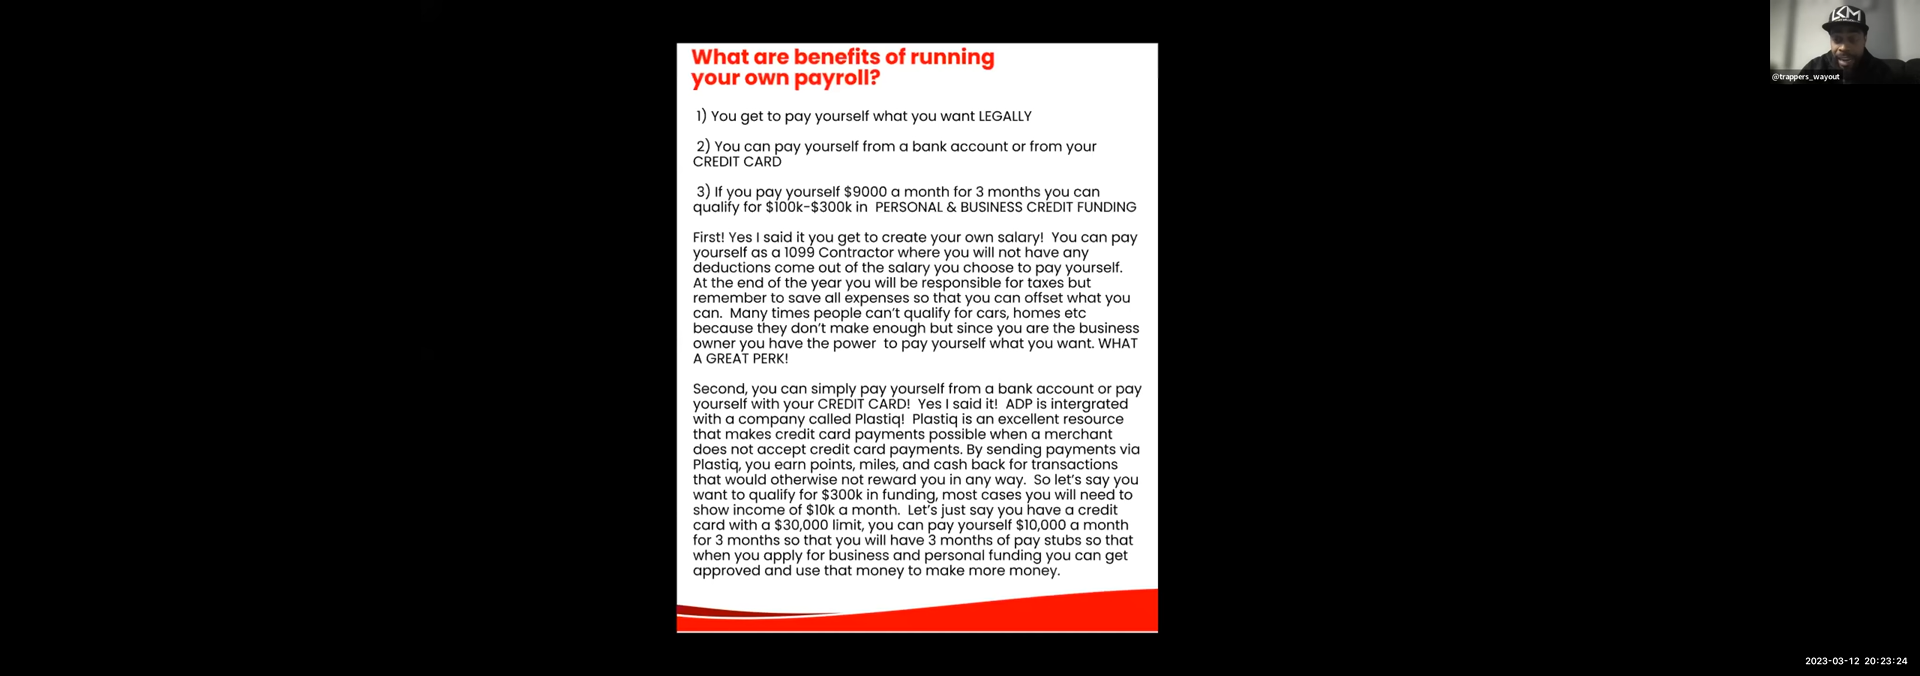 What are benefits of running
your own payroll?
1) You get to pay yourself what you want LEGALLY
2) You can pay yourself from a bank account or from your
CREDIT CARD
3) If you pay yourself $9000 a month for 3 months you can
qualify for $100k-$300k in PERSONAL & BUSINESS CREDIT FUNDING
First! Yes I said it you get to create your own salary! You can pay
yourself as a 1099 Contractor where you will not have any
deductions come out of the salary you choose to pay yourself.
At the end of the year you will be responsible for taxes but
remember to save all expenses so that you can offset what you
can. Many times people can't qualify for cars, homes etc
because they don't make enough but since you are the business
owner you have the power to pay yourself what you want. WHAT
A GREAT PERK!
Second, you can simply pay yourself from a bank account or pay
yourself with your CREDIT CARD! Yes I said it! ADP is intergrated
with a company called Plastiq! Plastiq is an excellent resource
that makes credit card payments possible when a merchant
does not accept credit card payments. By sending payments via
Plastiq, you earn points, miles, and cash back for transactions
that would otherwise not reward you in any way. So let's say you
want to qualify for $300k in funding, most cases you will need to
show income of $10k a month. Let's just say you have a credit
card with a $30,000 limit, you can pay yourself $10,000 a month
for 3 months so that you will have 3 months of pay stubs so that
when you apply for business and personal funding you can get
approved and use that money to make more money.
LSM
@trappers_wayout
2023-03-12 20:23:24